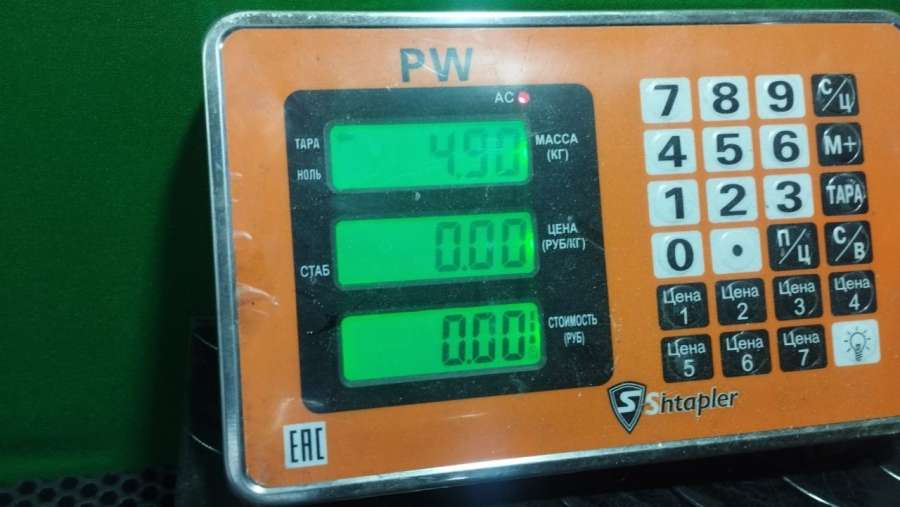 PW
AC
ТАРА
НОЛЬ
4.90
МАССА
(КГ)
0.00
ЦЕНА
(РУБ/КГ)
СТАБ
0.00
СТОИМОСТЬ
(РУБ)
7 8 9 С/Ц
4 5 6 М+
1 2 3 ТАРА
0 . П/Ц С/В
Цена 1 Цена 2 Цена 3 Цена 4
Цена 5 Цена 6 Цена 7
S Shtapler
EAC